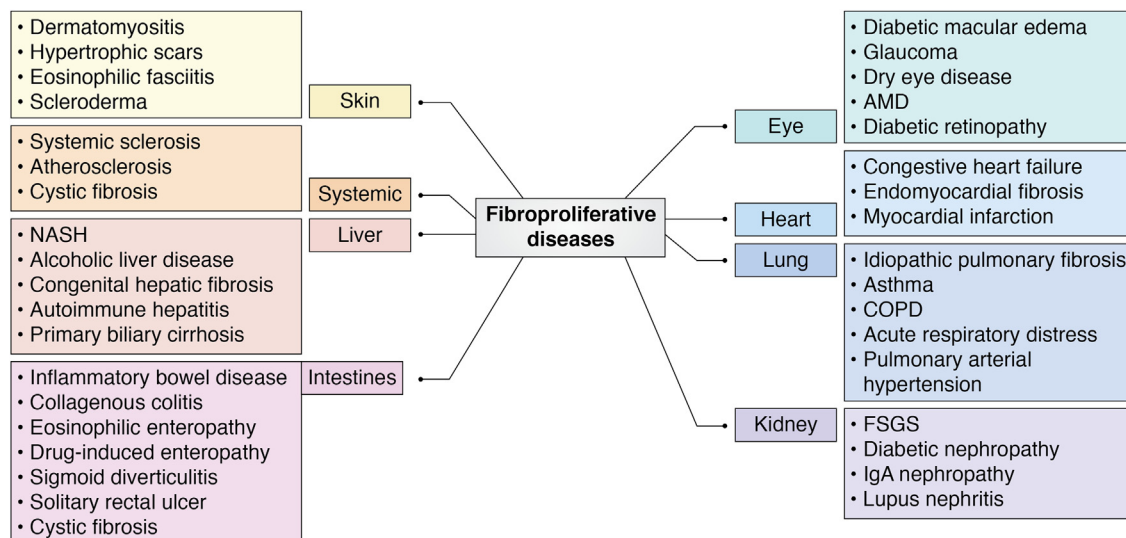 • Dermatomyositis
• Hypertrophic scars
• Eosinophilic fasciitis
• Scleroderma
Skin
• Systemic sclerosis
• Atherosclerosis
• Cystic fibrosis
Systemic
• NASH
• Alcoholic liver disease
• Congenital hepatic fibrosis
• Autoimmune hepatitis
• Primary biliary cirrhosis
Liver
• Inflammatory bowel disease
• Collagenous colitis
• Eosinophilic enteropathy
• Drug-induced enteropathy
• Sigmoid diverticulitis
• Solitary rectal ulcer
• Cystic fibrosis
Intestines
Fibroproliferative
diseases
Eye
• Diabetic macular edema
• Glaucoma
• Dry eye disease
• AMD
• Diabetic retinopathy
Heart
• Congestive heart failure
• Endomyocardial fibrosis
• Myocardial infarction
Lung
• Idiopathic pulmonary fibrosis
• Asthma
• COPD
• Acute respiratory distress
• Pulmonary arterial
hypertension
Kidney
• FSGS
• Diabetic nephropathy
• IgA nephropathy
• Lupus nephritis